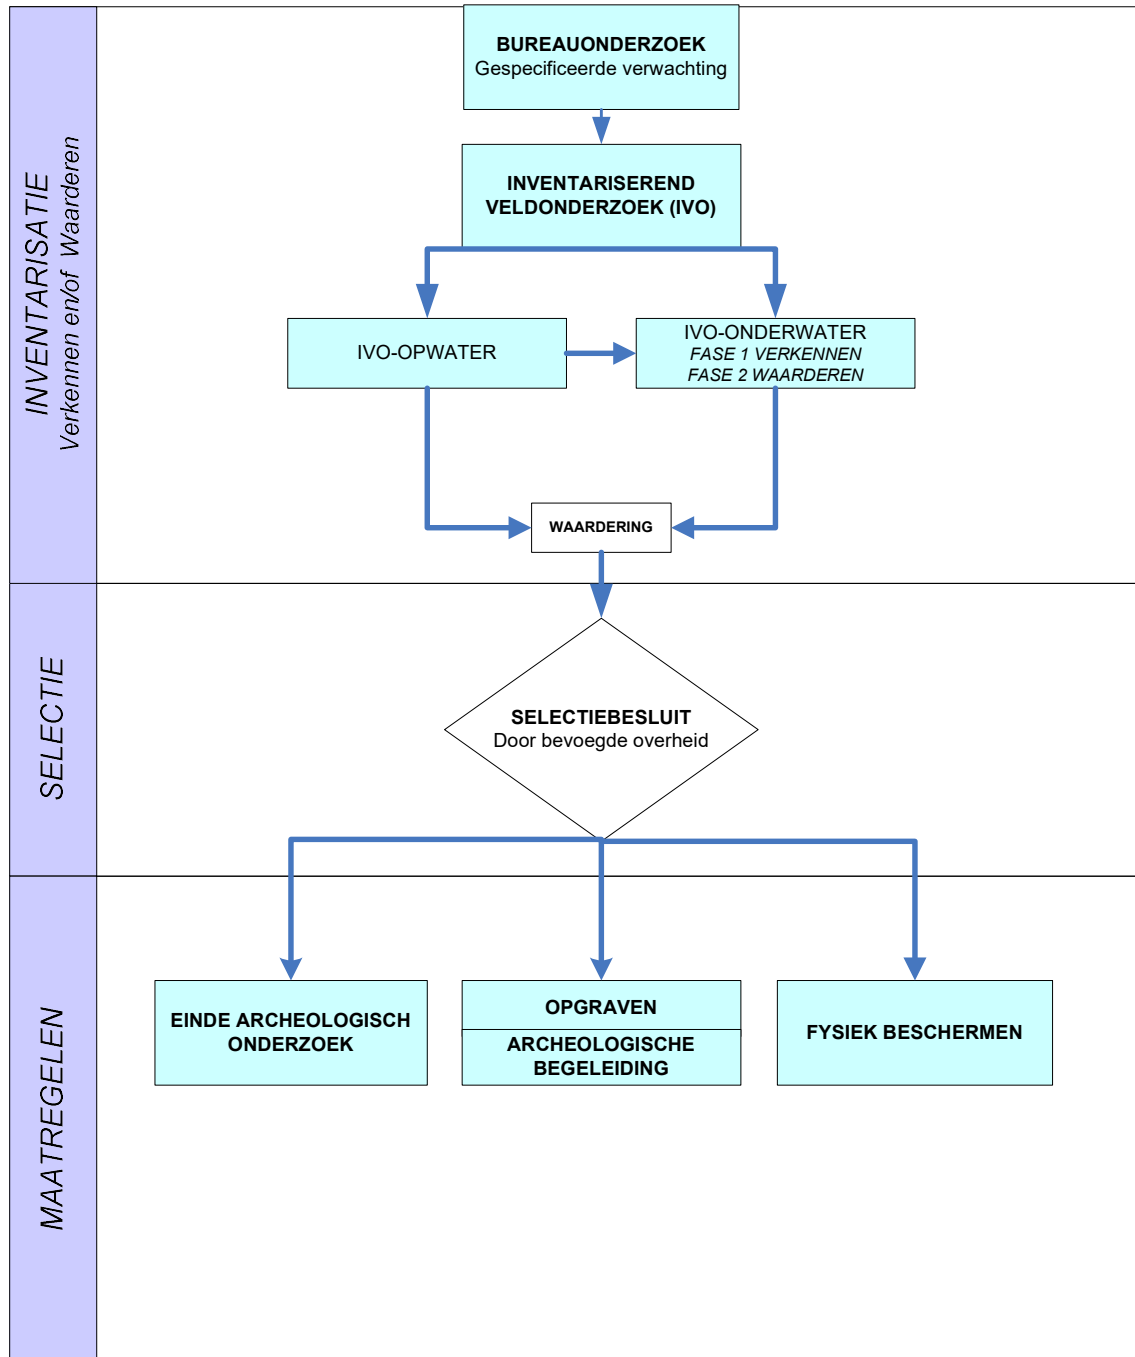 INVENTARISATIE
Verkennen en/of Waarderen
BUREAUONDERZOEK
Gespecificeerde verwachting
INVENTARISEREND
VELDONDERZOEK (IVO)
IVO-OPWATER
IVO-ONDERWATER
FASE 1 VERKENNEN
FASE 2 WAARDEREN
WAARDERING
SELECTIE
SELECTIEBESLUIT
Door bevoegde overheid
MAATREGELEN
EINDE ARCHEOLOGISCH
ONDERZOEK
OPGRAVEN
ARCHEOLOGISCHE
BEGELEIDING
FYSIEK BESCHERMEN